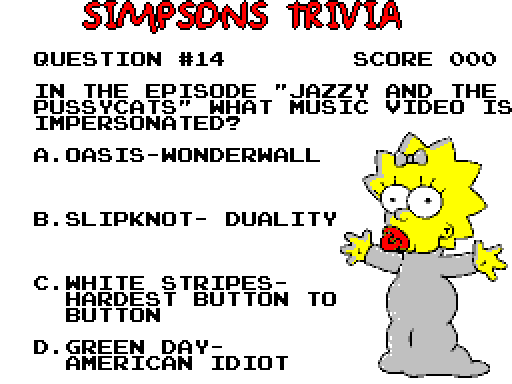 SIMPSONS TRIVIA
QUESTION #14 SCORE 000
IN THE EPISODE "JAZZY AND THE
PUSSYCATS" WHAT MUSIC VIDEO IS
IMPERSONATED?
A.OASIS-WONDERWALL
B.SLIPKNOT- DUALITY
C.WHITE STRIPES-
HARDEST BUTTON TO
BUTTON
D.GREEN DAY-
AMERICAN IDIOT